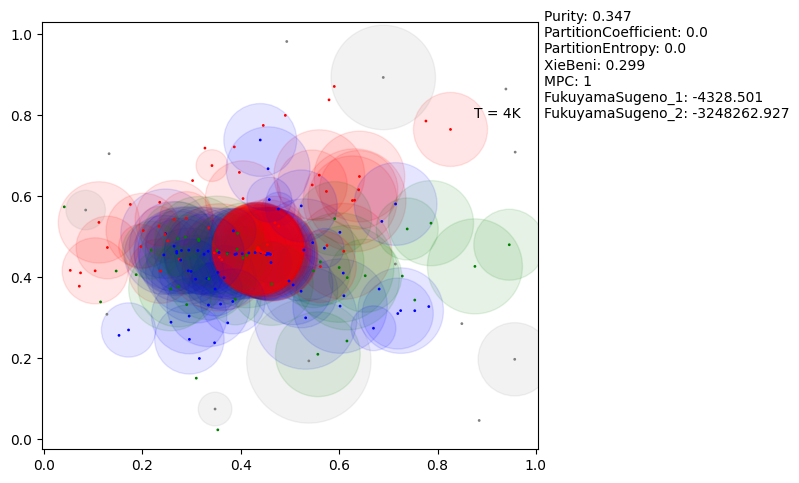 Purity: 0.347
PartitionCoefficient: 0.0
PartitionEntropy: 0.0
XieBeni: 0.299
MPC: 1
FukuyamaSugeno_1: -4328.501
FukuyamaSugeno_2: -3248262.927
T = 4K
1.0
0.8
0.6
0.4
0.2
0.0
0.0 0.2 0.4 0.6 0.8 1.0